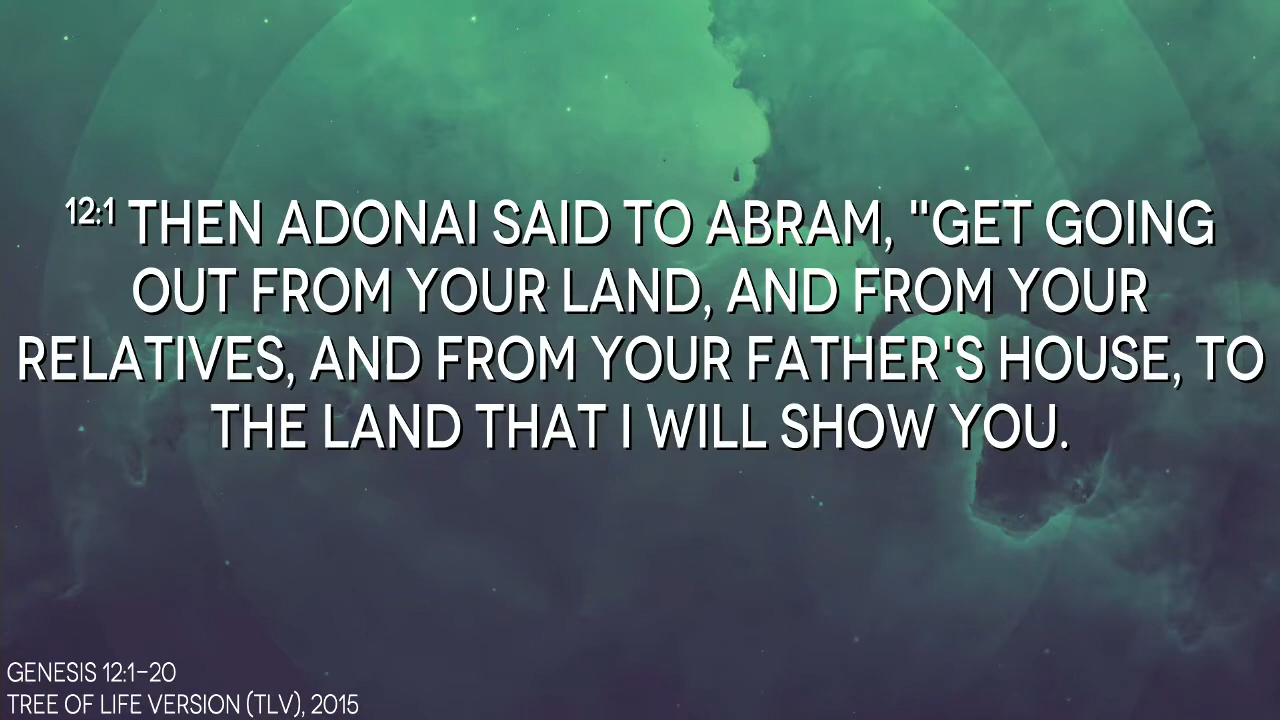 12:1 THEN ADONAI SAID TO ABRAM, "GET GOING
OUT FROM YOUR LAND, AND FROM YOUR
RELATIVES, AND FROM YOUR FATHER'S HOUSE, TO
THE LAND THAT I WILL SHOW YOU.
GENESIS 12:1-20
TREE OF LIFE VERSION (TLV), 2015